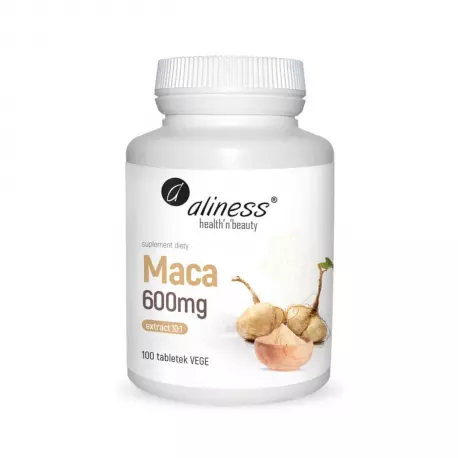 aliness®
health'n'beauty
suplement diety
Maca
600mg
extract 10:1
100 tabletek VEGE